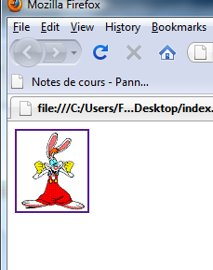 Mozilla Firefox
File Edit View History Bookmarks
Notes de cours - Pann...
file:///C:/Users/F...Desktop/index.